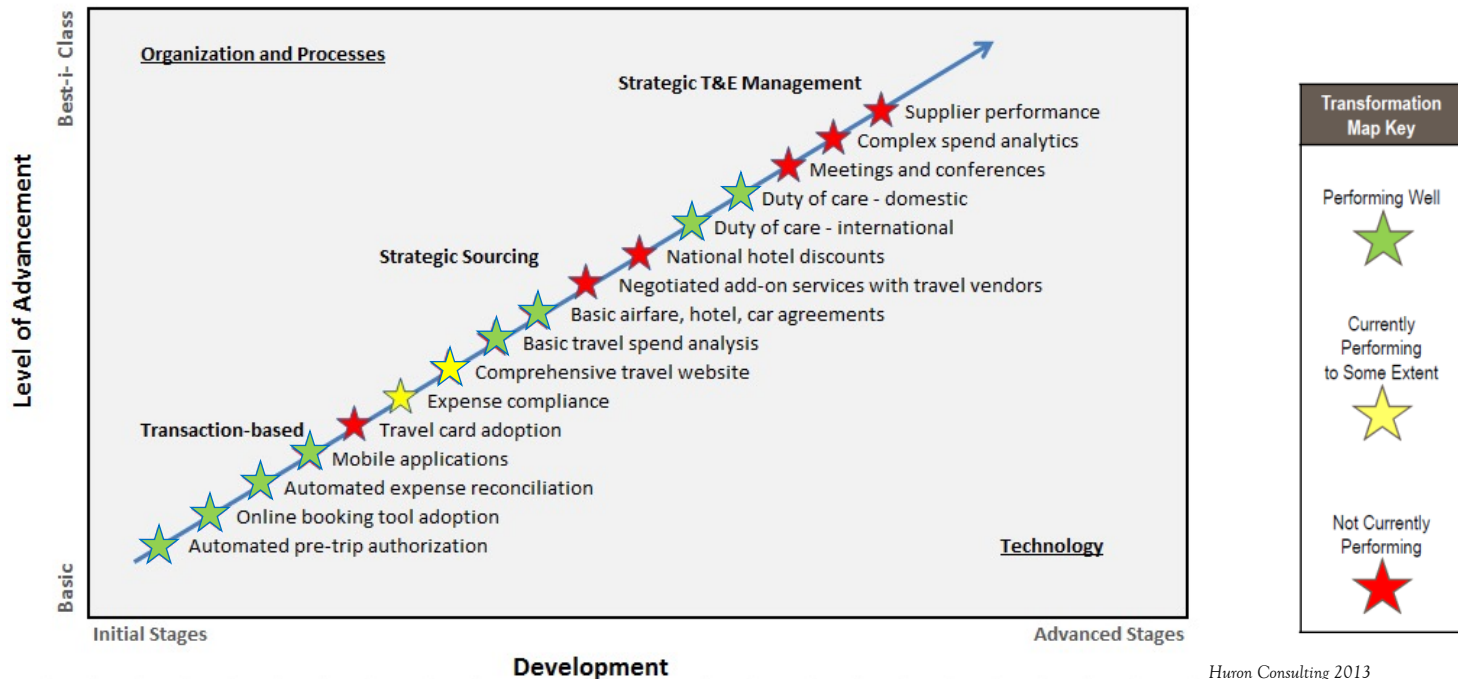 Best-i- Class
Level of Advancement
Basic
Organization and Processes
Strategic T&E Management
Supplier performance
Complex spend analytics
Meetings and conferences
Duty of care - domestic
Duty of care - international
Strategic Sourcing
National hotel discounts
Negotiated add-on services with travel vendors
Basic airfare, hotel, car agreements
Basic travel spend analysis
Comprehensive travel website
Expense compliance
Transaction-based
Travel card adoption
Mobile applications
Automated expense reconciliation
Online booking tool adoption
Automated pre-trip authorization
Technology
Initial Stages
Advanced Stages
Development
Transformation
Map Key
Performing Well
Currently
Performing
to Some Extent
Not Currently
Performing
Huron Consulting 2013